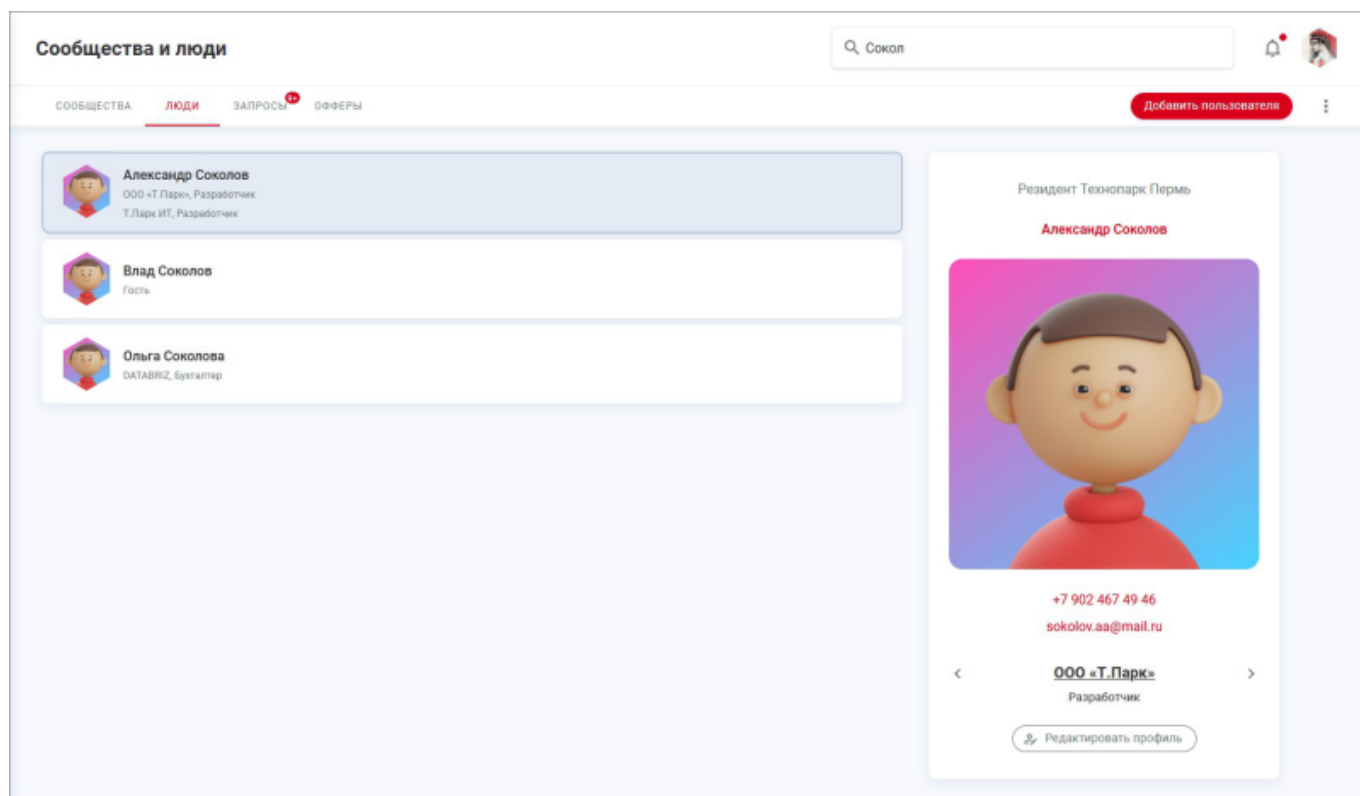 Сообщества и люди
Сокол
СООБЩЕСТВА ЛЮДИ ЗАПРОСЫ 9+ ОФФЕРЫ
Добавить пользователя
Александр Соколов
ООО «Т.Парк», Разработчик
Т.Парк ИТ, Разработчик
Влад Соколов
Гость
Ольга Соколова
DATABRIZ, Бухгалтер
Резидент Технопарк Пермь
Александр Соколов
+7 902 467 49 46
sokolov.aa@mail.ru
ООО «Т.Парк»
Разработчик
Редактировать профиль